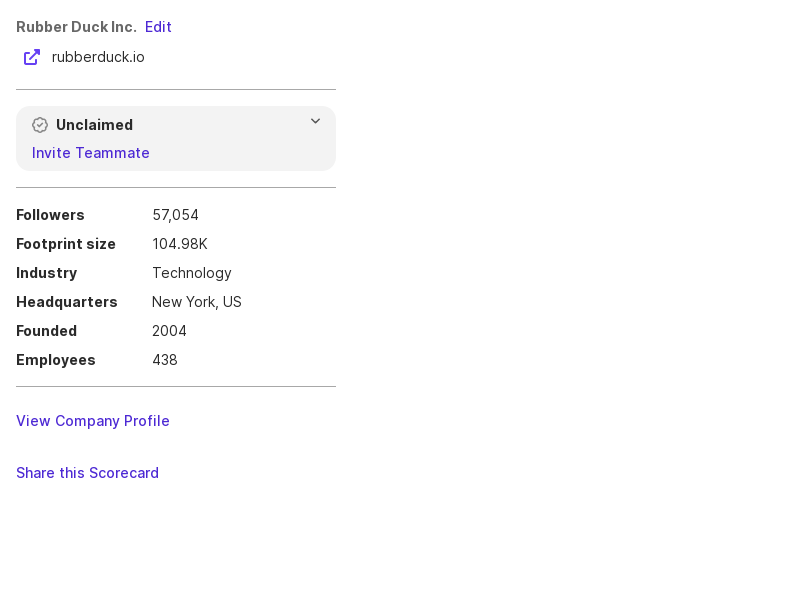 Rubber Duck Inc. Edit
rubberduck.io
Unclaimed
Invite Teammate
Followers 57,054
Footprint size 104.98K
Industry Technology
Headquarters New York, US
Founded 2004
Employees 438
View Company Profile
Share this Scorecard